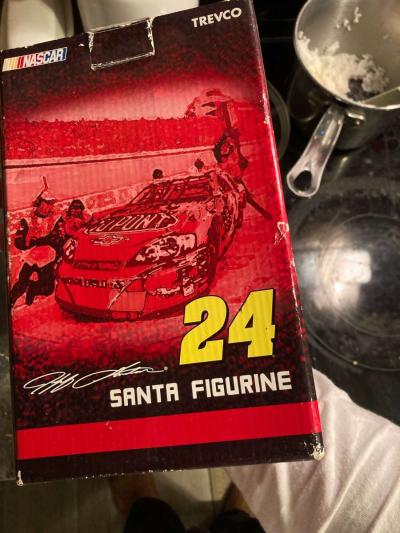 NASCAR
TREVCO
DUPONT
24
SANTA FIGURINE